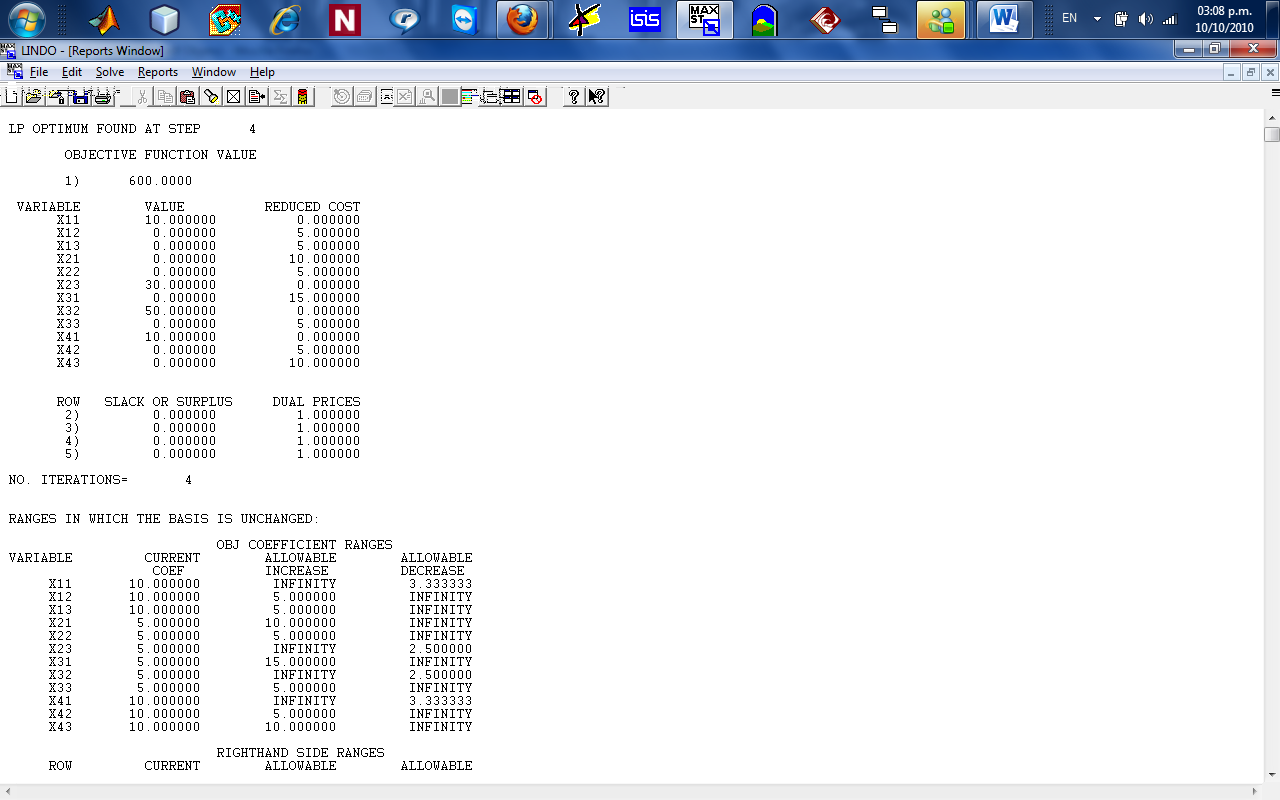 MAX ST
isis
N
EN
03:08 p.m.
10/10/2010
LINDO - [Reports Window]
File Edit Solve Reports Window Help
LP OPTIMUM FOUND AT STEP 4
OBJECTIVE FUNCTION VALUE
1) 600.0000
VARIABLE VALUE REDUCED COST
X11 10.000000 0.000000
X12 0.000000 5.000000
X13 0.000000 5.000000
X21 0.000000 10.000000
X22 0.000000 5.000000
X23 30.000000 0.000000
X31 0.000000 15.000000
X32 50.000000 0.000000
X33 0.000000 5.000000
X41 10.000000 0.000000
X42 0.000000 5.000000
X43 0.000000 10.000000
ROW SLACK OR SURPLUS DUAL PRICES
2) 0.000000 1.000000
3) 0.000000 1.000000
4) 0.000000 1.000000
5) 0.000000 1.000000
NO. ITERATIONS= 4
RANGES IN WHICH THE BASIS IS UNCHANGED:
OBJ COEFFICIENT RANGES
VARIABLE CURRENT ALLOWABLE ALLOWABLE
COEF INCREASE DECREASE
X11 10.000000 INFINITY 3.333333
X12 10.000000 5.000000 INFINITY
X13 10.000000 5.000000 INFINITY
X21 5.000000 10.000000 INFINITY
X22 5.000000 5.000000 INFINITY
X23 5.000000 INFINITY 2.500000
X31 5.000000 15.000000 INFINITY
X32 5.000000 INFINITY 2.500000
X33 5.000000 5.000000 INFINITY
X41 10.000000 INFINITY 3.333333
X42 10.000000 5.000000 INFINITY
X43 10.000000 10.000000 INFINITY
RIGHTHAND SIDE RANGES
ROW CURRENT ALLOWABLE ALLOWABLE